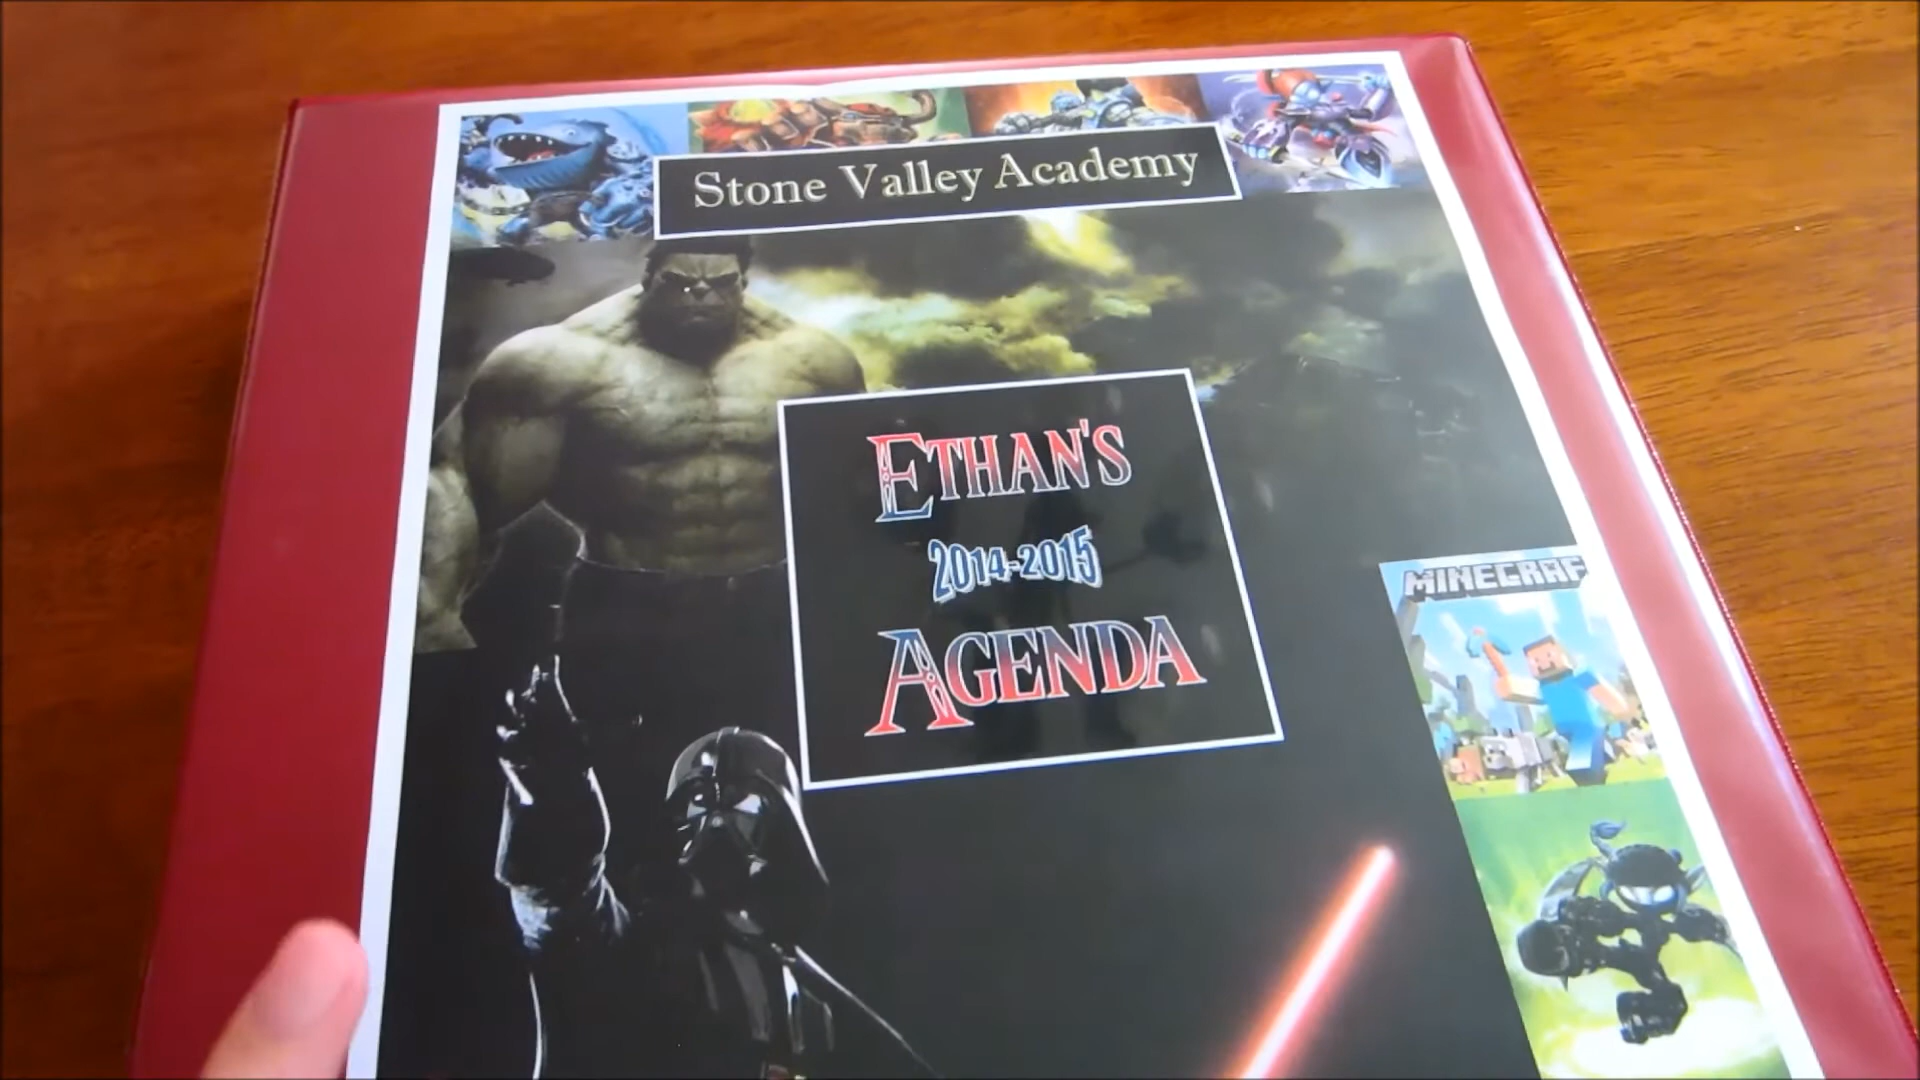 Stone Valley Academy
ETHAN'S
2014-2015
AGENDA
MINECRAF